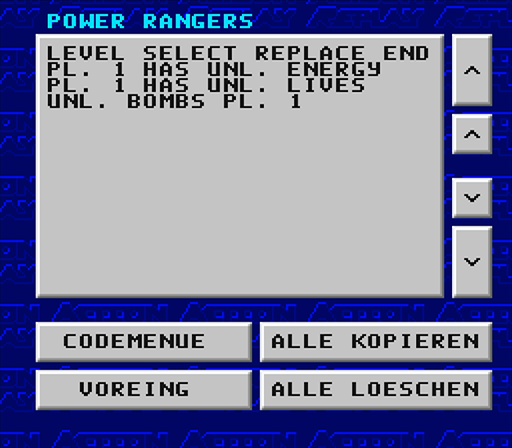 POWER RANGERS
LEVEL SELECT REPLACE END
PL. 1 HAS UNL. ENERGY
PL. 1 HAS UNL. LIVES
UNL. BOMBS PL. 1
CODEMENUE
ALLE KOPIEREN
VOREING
ALLE LOESCHEN